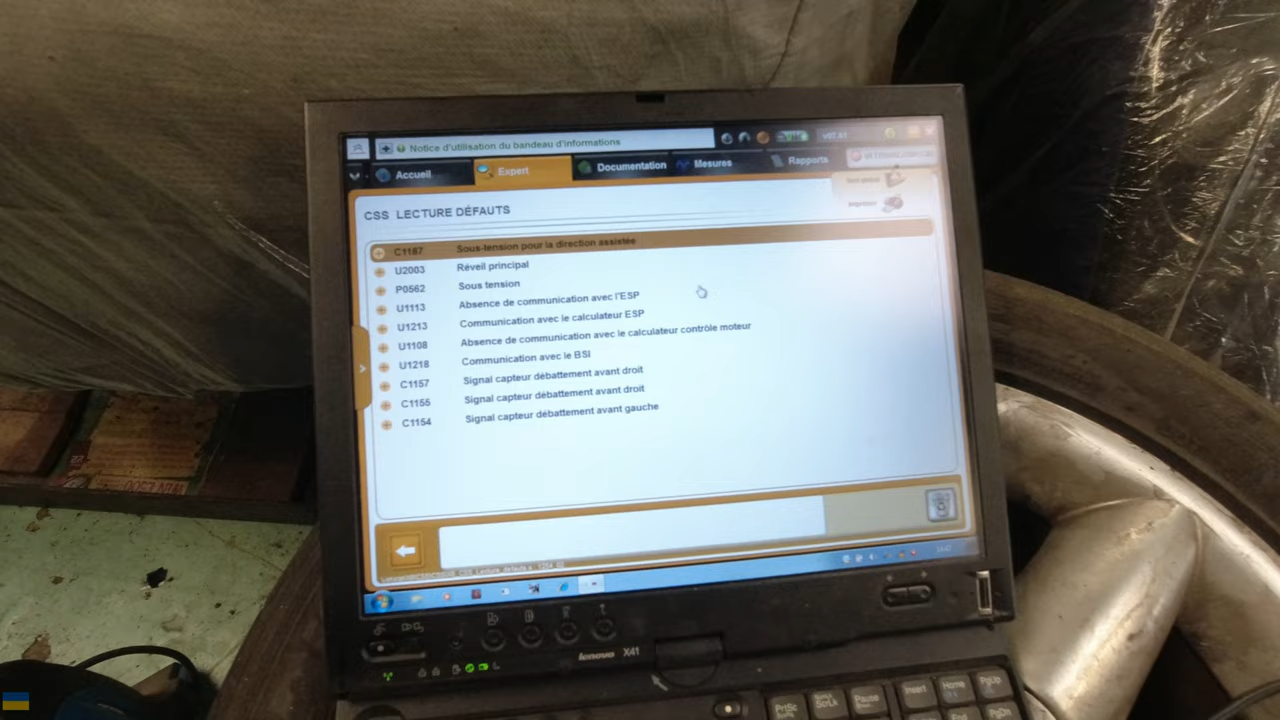 Notice d'utilisation du bandeau d'informations
v07.51
Accueil
Expert
Documentation
Mesures
Rapports
CSS LECTURE DÉFAUTS
C1187 Sous-tension pour la direction assistée
U2003 Réveil principal
P0562 Sous tension
U1113 Absence de communication avec l'ESP
U1213 Communication avec le calculateur ESP
U1108 Absence de communication avec le calculateur contrôle moteur
U1218 Communication avec le BSI
C1157 Signal capteur débattement avant droit
C1155 Signal capteur débattement avant droit
C1154 Signal capteur débattement avant gauche
lenovo X41
PrtSc
ScrLk
Pause
Insert
Home
PgUp
PgDn